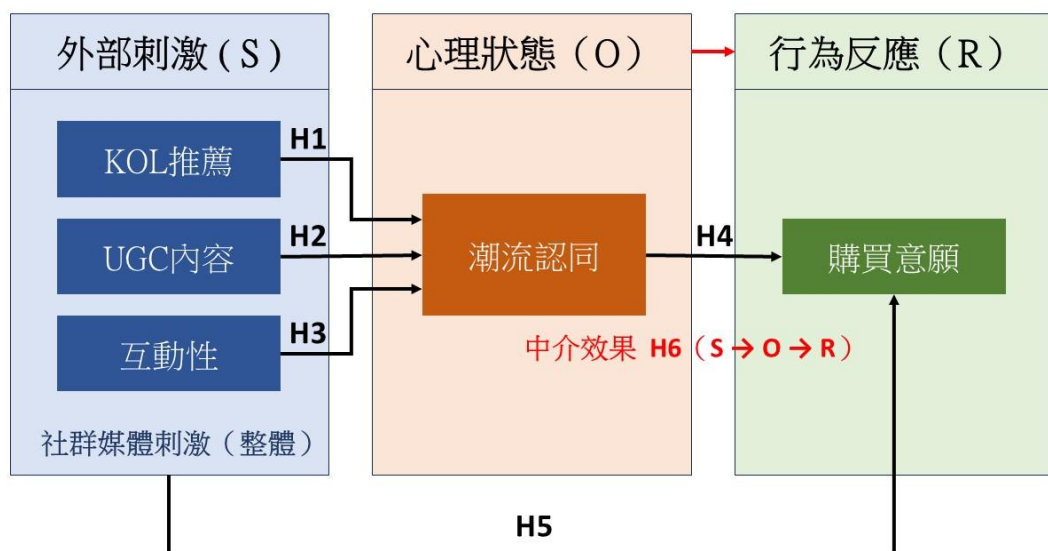 外部刺激 ( S )
心理狀態（O）
行為反應（R）
H1
KOL推薦
H2
UGC內容
潮流認同
H4
購買意願
H3
互動性
中介效果 H6（S → O → R）
社群媒體刺激（整體）
H5